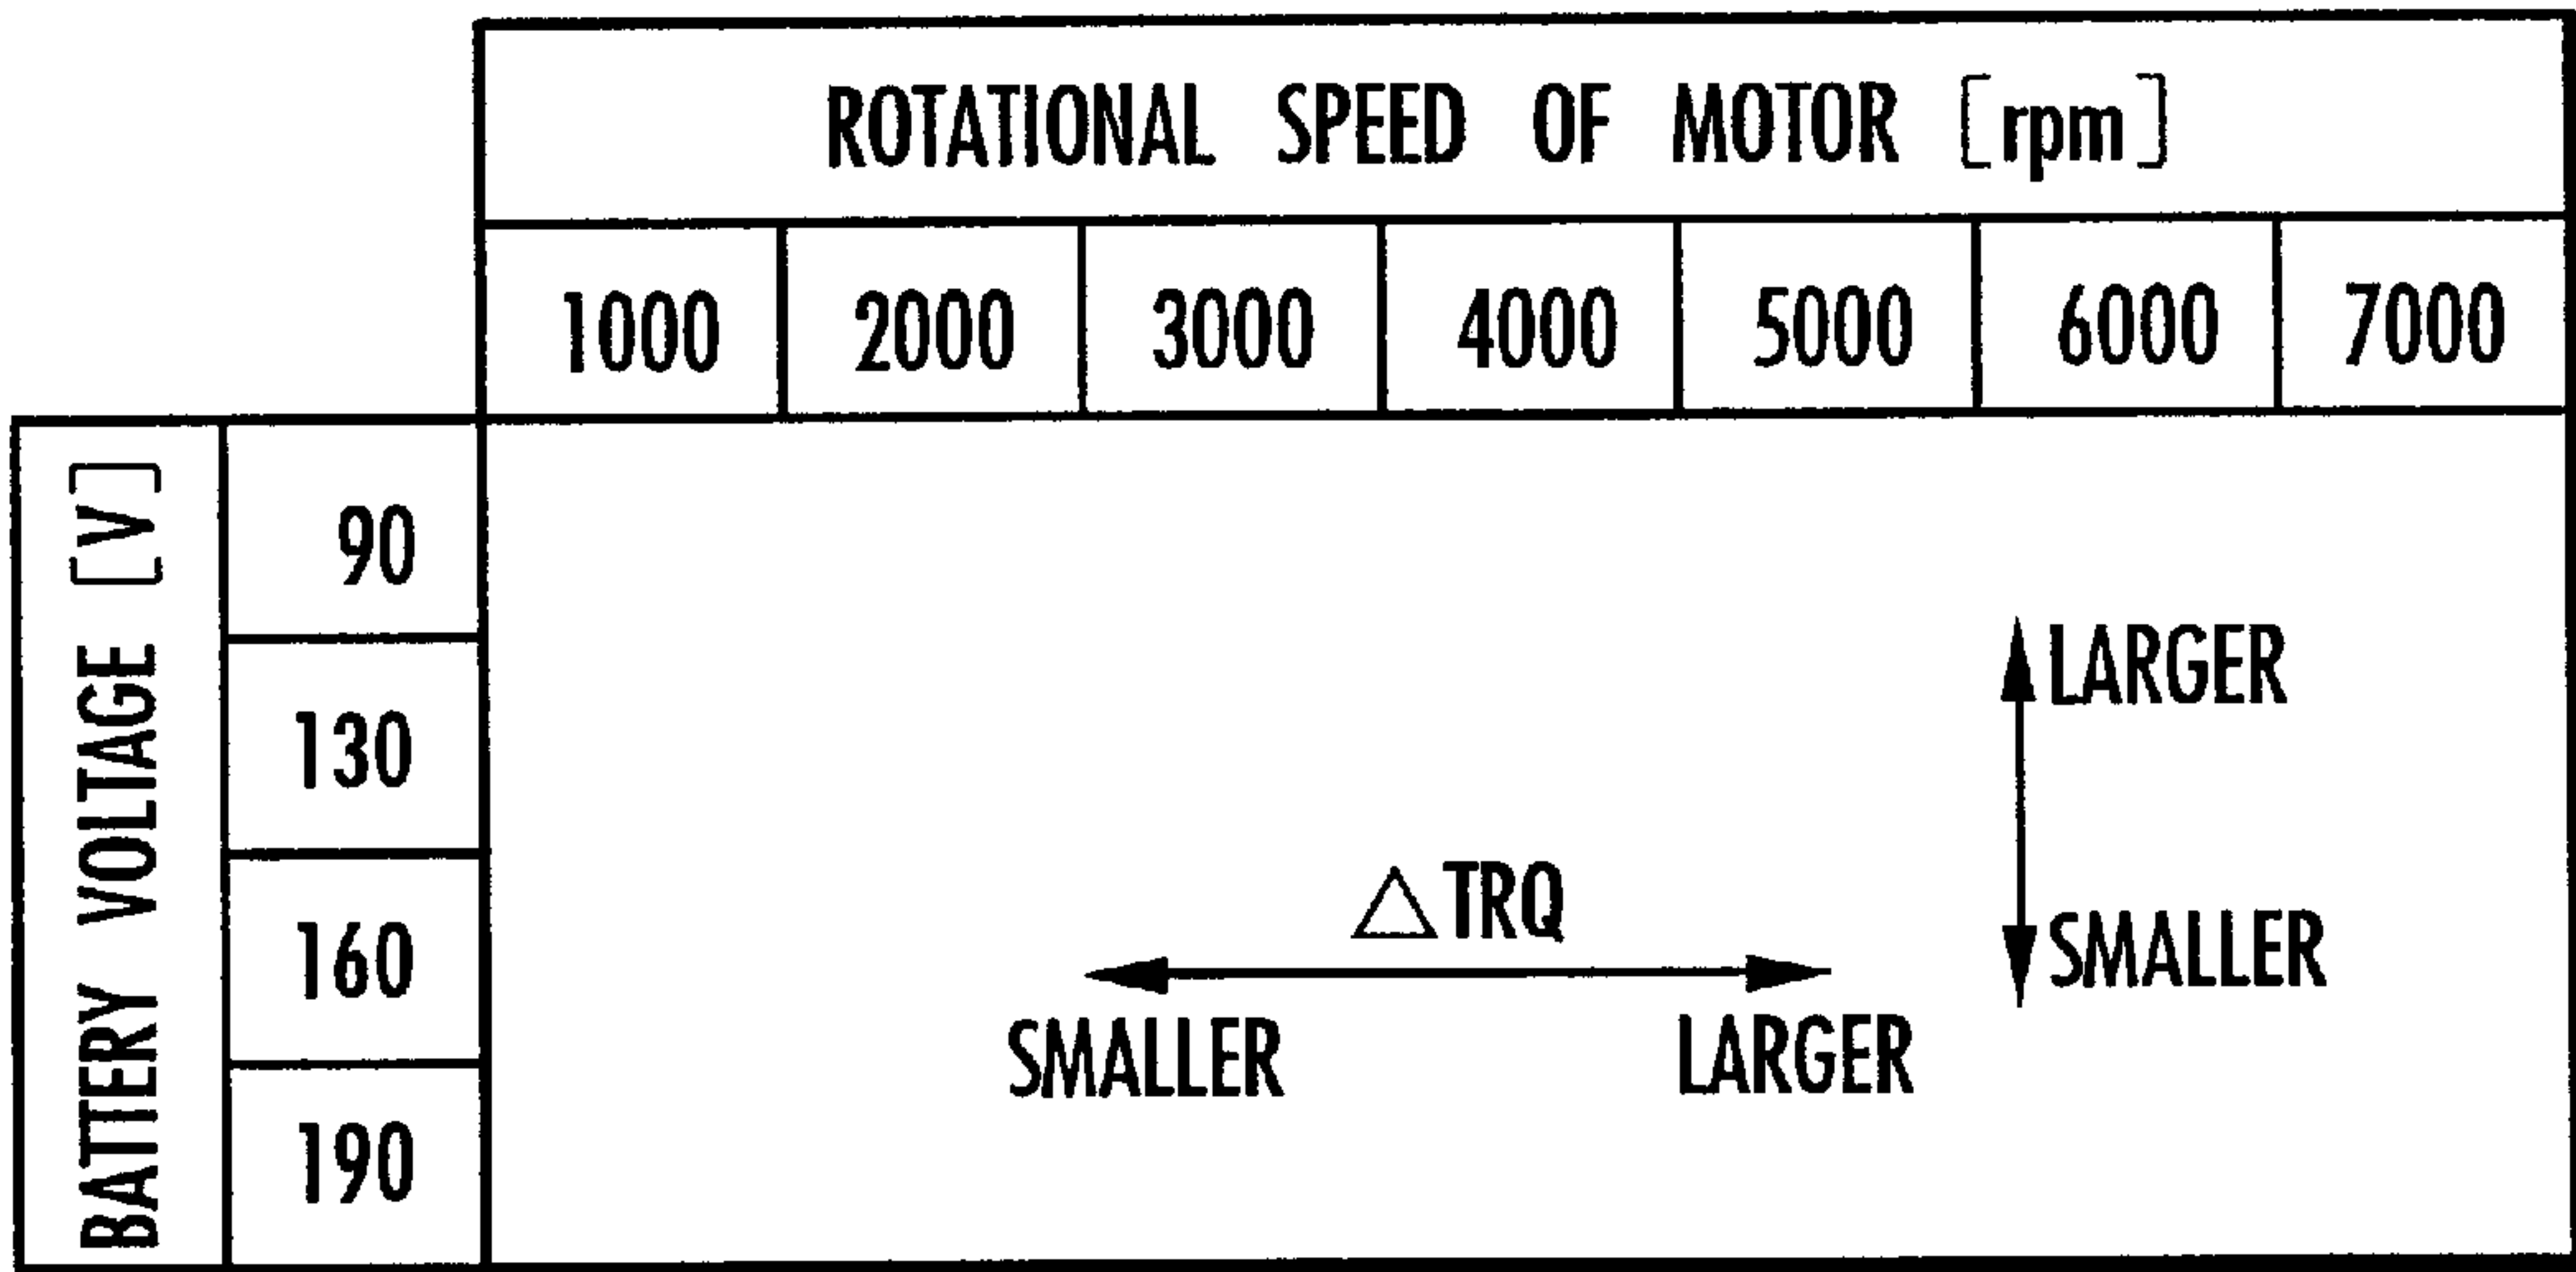 ROTATIONAL SPEED OF MOTOR [rpm]
1000 2000 3000 4000 5000 6000 7000
BATTERY VOLTAGE [V]
90
130
160
190
LARGER
SMALLER
△TRQ
SMALLER LARGER